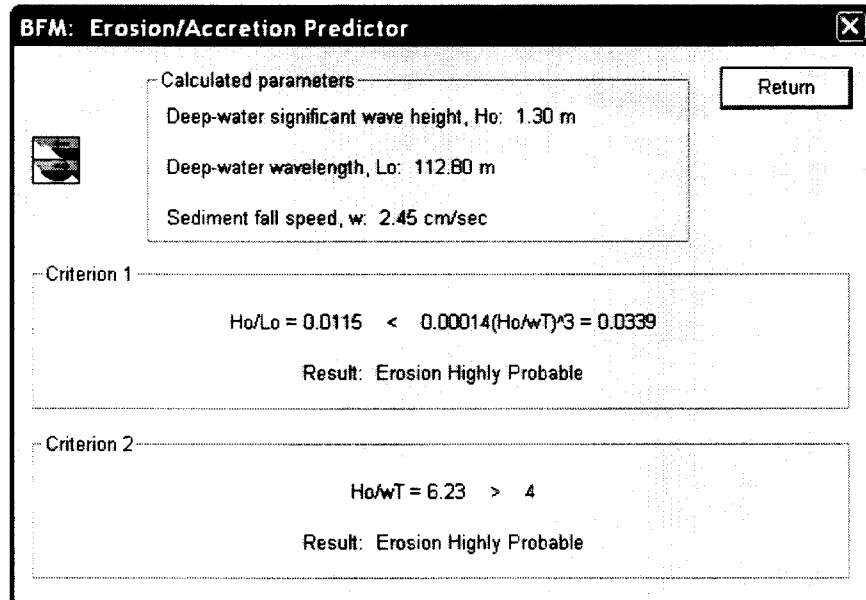 BFM: Erosion/Accretion Predictor
Calculated parameters
Return
Deep-water significant wave height, Ho: 1.30 m
Deep-water wavelength, Lo: 112.80 m
Sediment fall speed, w: 2.45 cm/sec
Criterion 1
Ho/Lo = 0.0115 < 0.00014(Ho/wT)^3 = 0.0339
Result: Erosion Highly Probable
Criterion 2
Ho/wT = 6.23 > 4
Result: Erosion Highly Probable